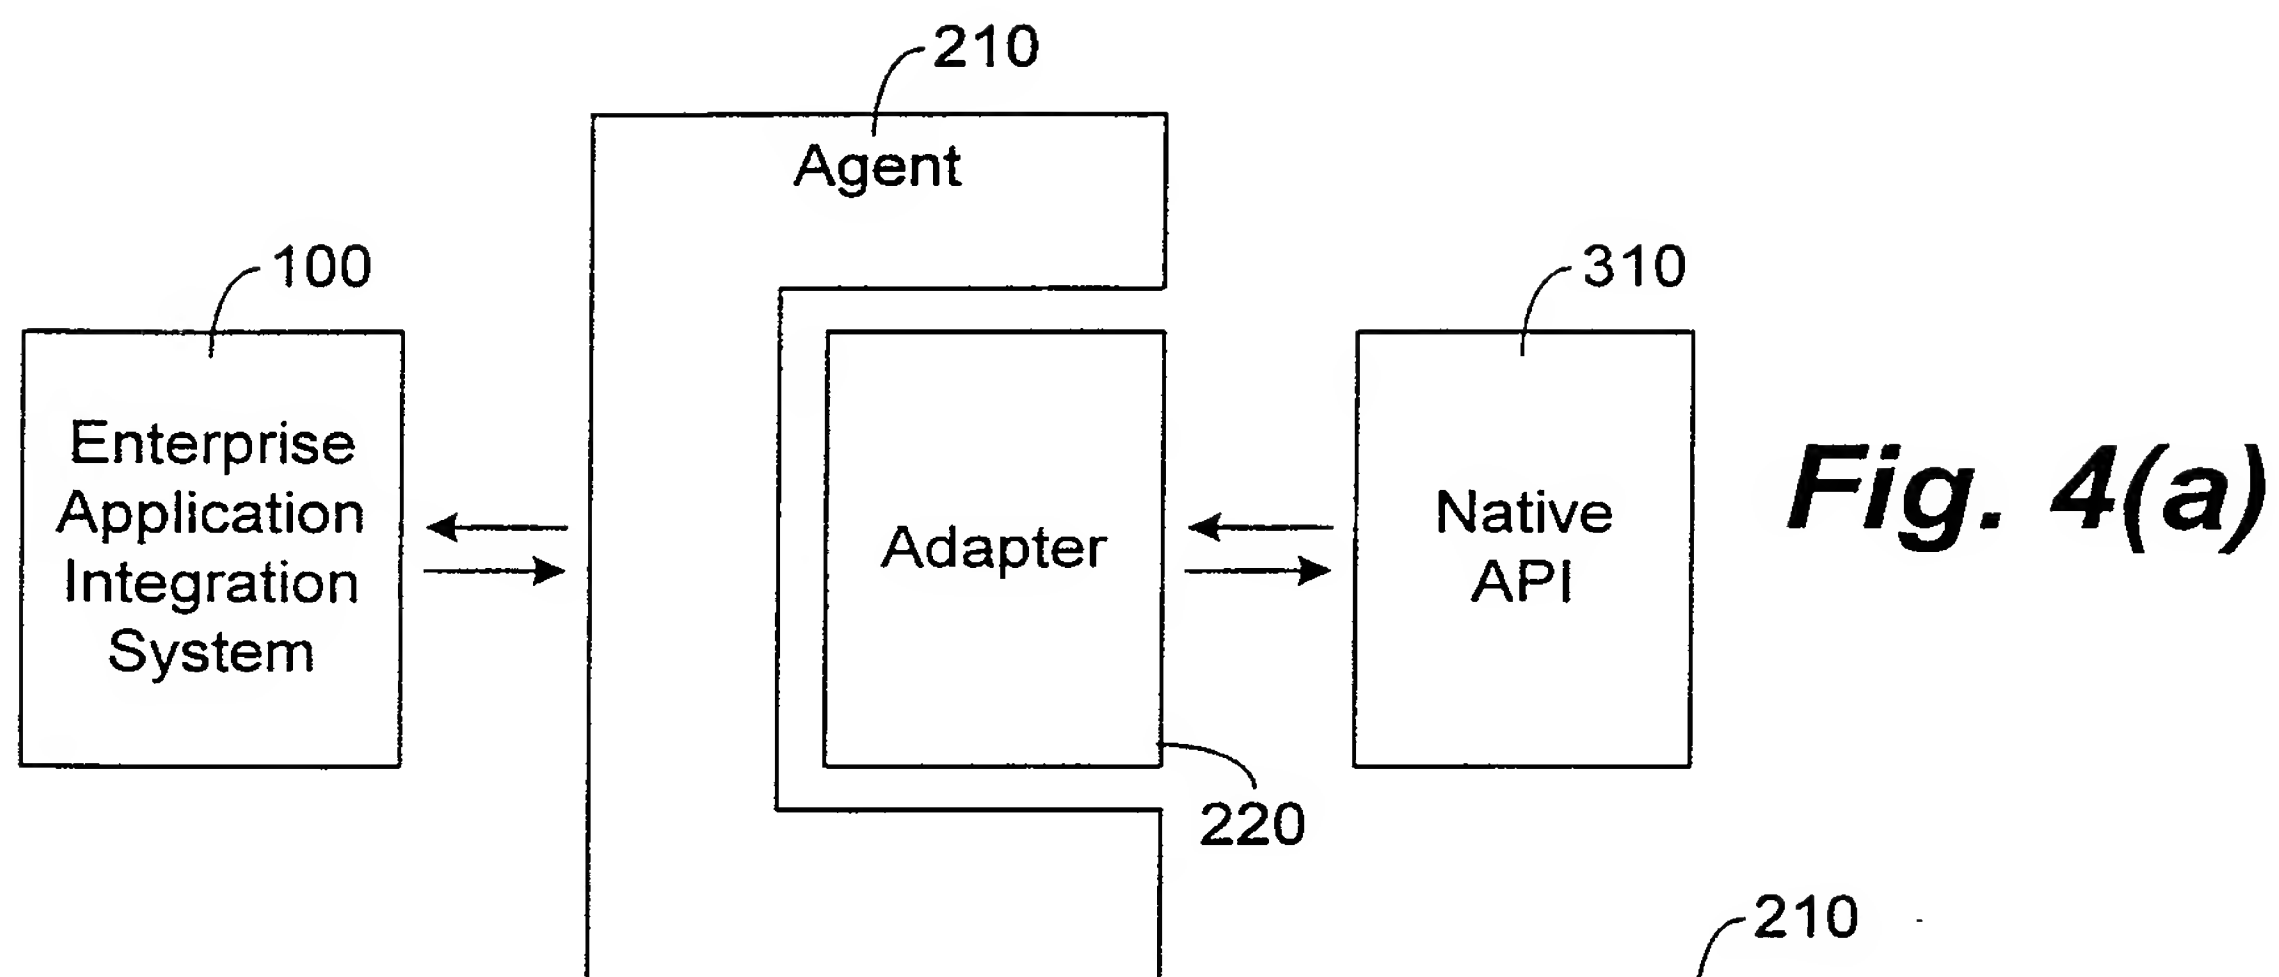 210
Agent
100
310
Enterprise
Application
Integration
System
Adapter
Native
API
Fig. 4(a)
220
210